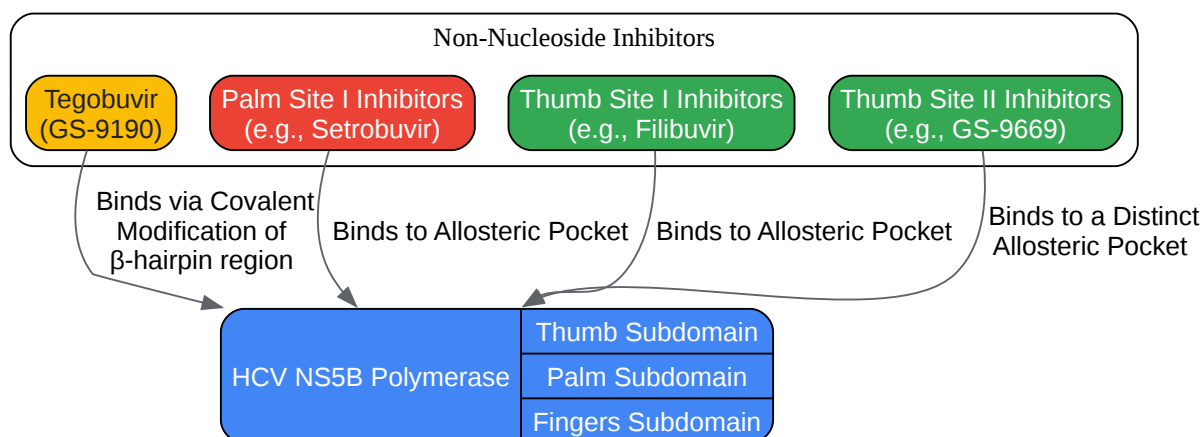 Non-Nucleoside Inhibitors
Tegobuvir
(GS-9190)
Palm Site I Inhibitors
(e.g., Setrobuvir)
Thumb Site I Inhibitors
(e.g., Filibuvir)
Thumb Site II Inhibitors
(e.g., GS-9669)
Binds via Covalent
Modification of
β-hairpin region
Binds to Allosteric Pocket
Binds to Allosteric Pocket
Binds to a Distinct
Allosteric Pocket
HCV NS5B Polymerase
Thumb Subdomain
Palm Subdomain
Fingers Subdomain